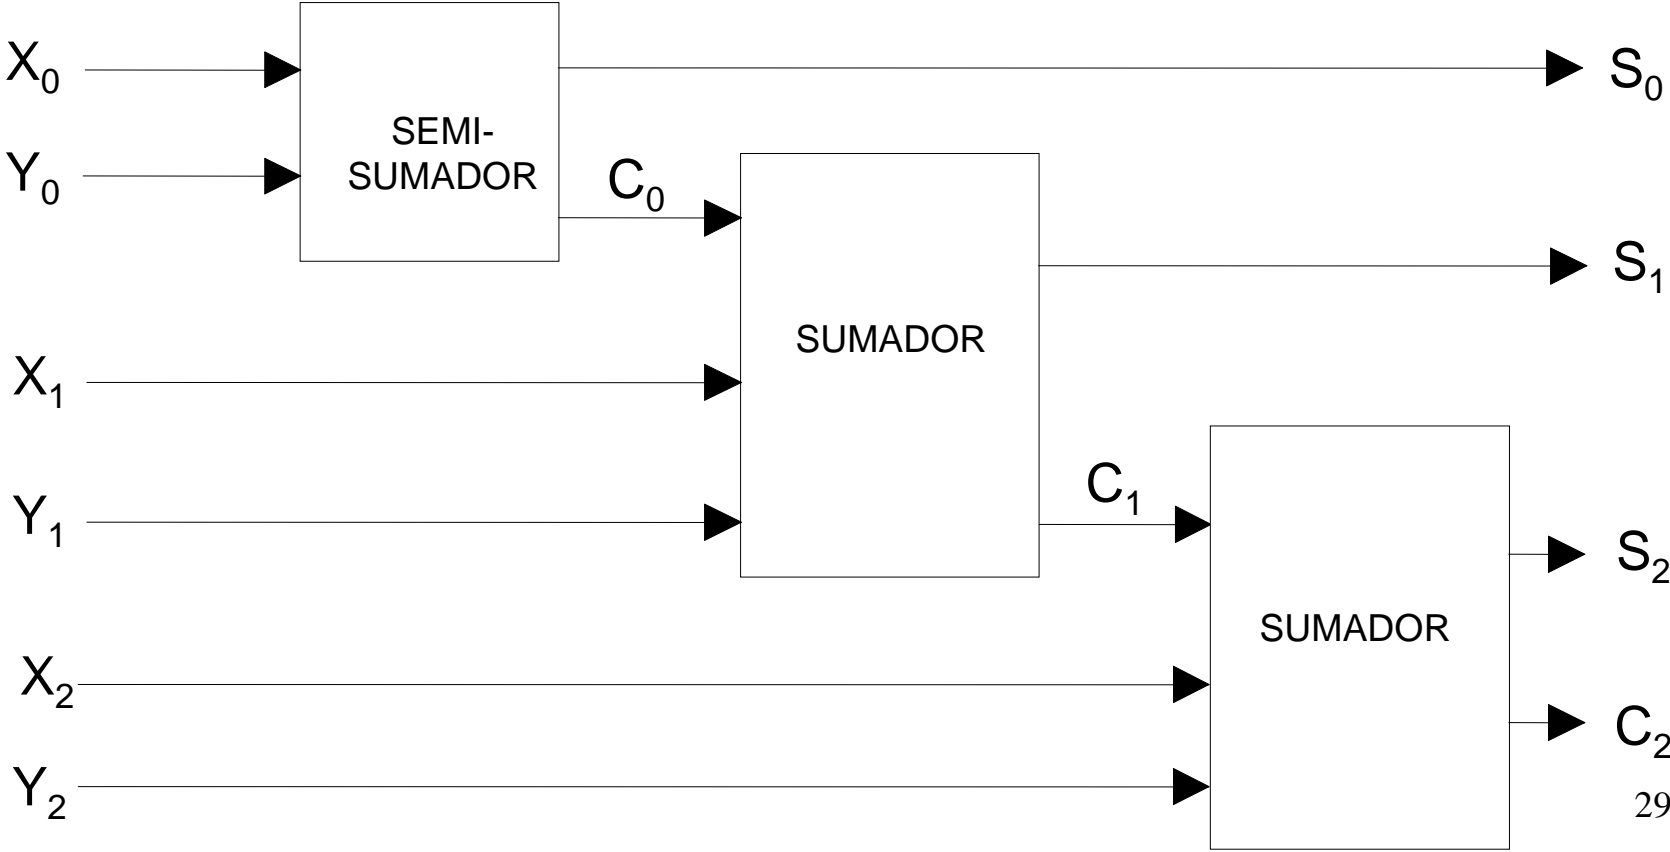 X0
S0
SEMI-
SUMADOR
Y0
C0
S1
SUMADOR
X1
C1
Y1
S2
SUMADOR
X2
C2
Y2
29